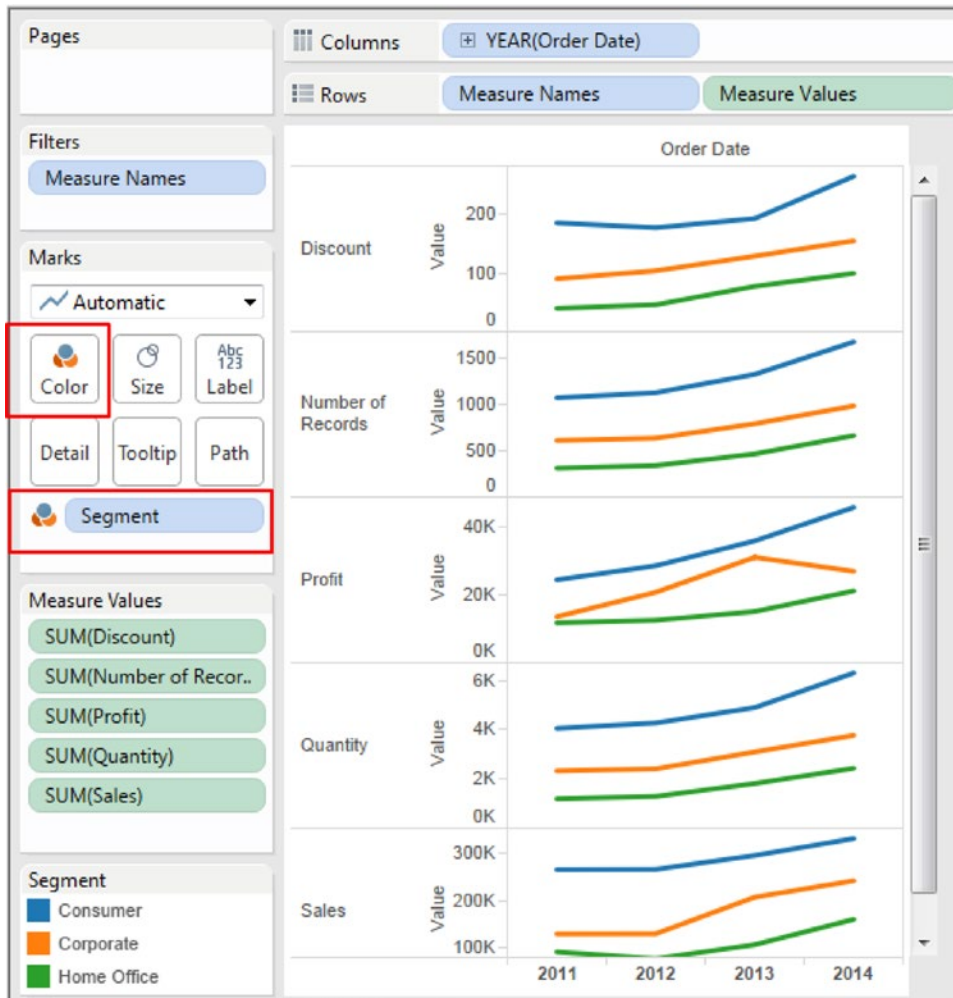 Pages
Columns
YEAR(Order Date)
Rows
Measure Names
Measure Values
Filters
Measure Names
Marks
Automatic
Color
Size
Abc
123
Label
Detail
Tooltip
Path
Segment
Measure Values
SUM(Discount)
SUM(Number of Recor..
SUM(Profit)
SUM(Quantity)
SUM(Sales)
Segment
Consumer
Corporate
Home Office
Order Date
Discount
Value
200
100
0
Number of
Records
Value
1500
1000
500
0
Profit
Value
40K
20K
0K
Quantity
Value
6K
4K
2K
0K
Sales
Value
300K
200K
100K
2011 2012 2013 2014